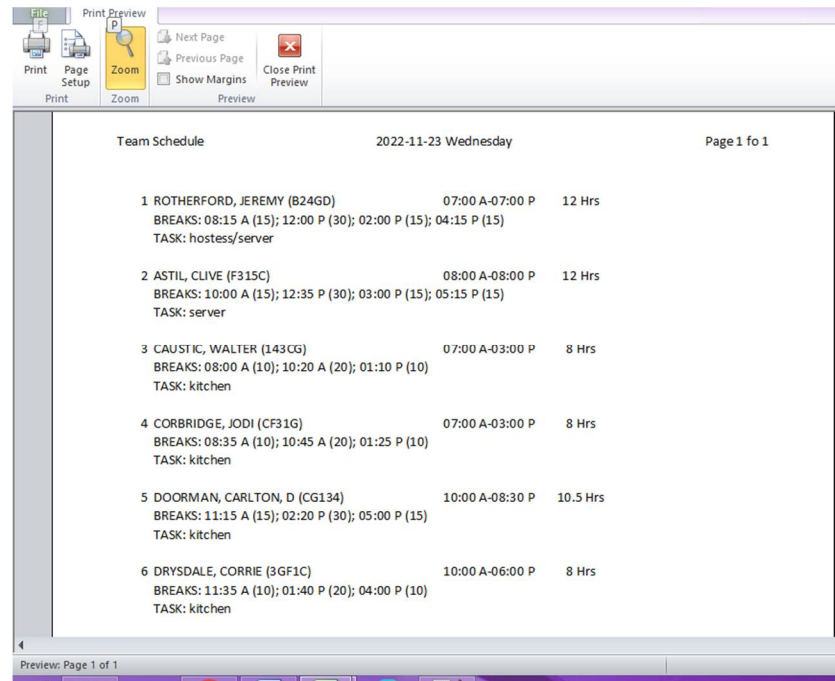 File Print Preview
F P
Next Page
Previous Page
Show Margins
Print Page Setup Zoom Close Print Preview
Print Zoom Preview
Team Schedule 2022-11-23 Wednesday Page 1 fo 1
1 ROTHERFORD, JEREMY (B24GD) 07:00 A-07:00 P 12 Hrs
BREAKS: 08:15 A (15); 12:00 P (30); 02:00 P (15); 04:15 P (15)
TASK: hostess/server
2 ASTIL, CLIVE (F315C) 08:00 A-08:00 P 12 Hrs
BREAKS: 10:00 A (15); 12:35 P (30); 03:00 P (15); 05:15 P (15)
TASK: server
3 CAUSTIC, WALTER (143CG) 07:00 A-03:00 P 8 Hrs
BREAKS: 08:00 A (10); 10:20 A (20); 01:10 P (10)
TASK: kitchen
4 CORBRIDGE, JODI (CF31G) 07:00 A-03:00 P 8 Hrs
BREAKS: 08:35 A (10); 10:45 A (20); 01:25 P (10)
TASK: kitchen
5 DOORMAN, CARLTON, D (CG134) 10:00 A-08:30 P 10.5 Hrs
BREAKS: 11:15 A (15); 02:20 P (30); 05:00 P (15)
TASK: kitchen
6 DRYSDALE, CORRIE (3GF1C) 10:00 A-06:00 P 8 Hrs
BREAKS: 11:35 A (10); 01:40 P (20); 04:00 P (10)
TASK: kitchen
Preview: Page 1 of 1